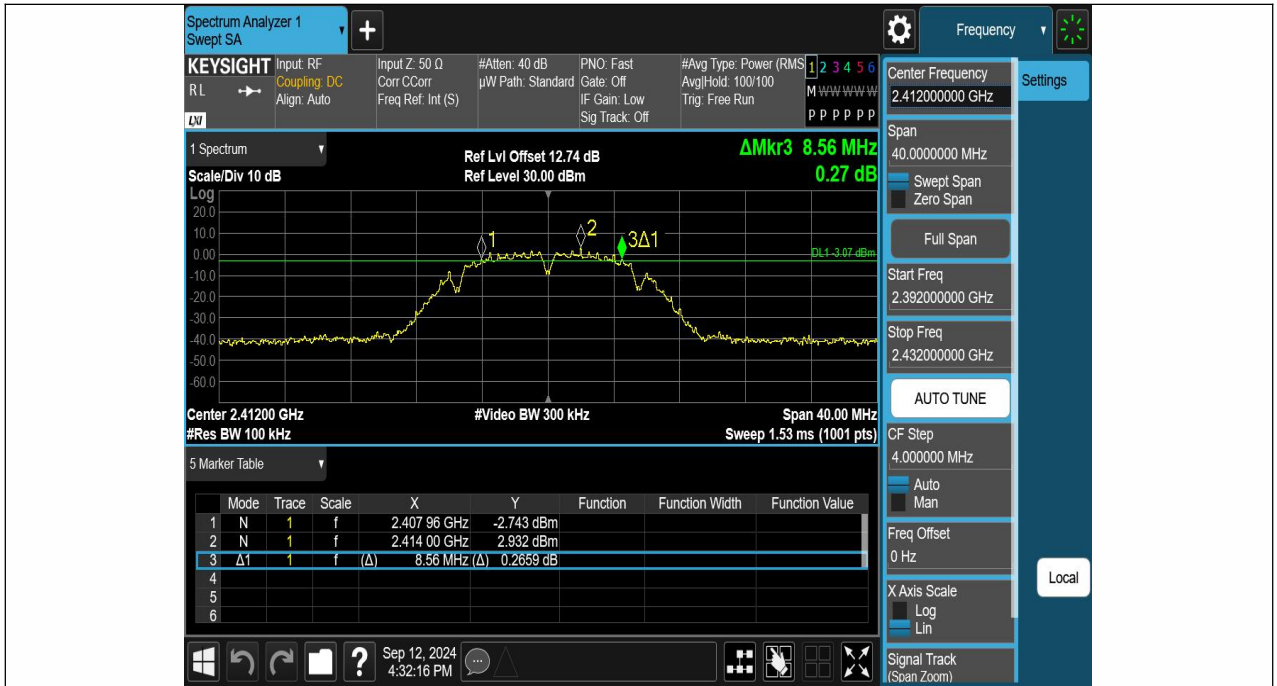 Spectrum Analyzer 1
Swept SA
+
Frequency
KEYSIGHT
RL
LXI
Input: RF
Coupling: DC
Align: Auto
Input Z: 50 Ω
Corr CCorr
Freq Ref: Int (S)
#Atten: 40 dB
µW Path: Standard
PNO: Fast
Gate: Off
IF Gain: Low
Sig Track: Off
#Avg Type: Power (RMS
Avg|Hold: 100/100
Trig: Free Run
1 2 3 4 5 6
M W W W W W
P P P P P P
1 Spectrum
Scale/Div 10 dB
Ref Lvl Offset 12.74 dB
Ref Level 30.00 dBm
ΔMkr3 8.56 MHz
0.27 dB
Log
20.0
10.0
0.00
-10.0
-20.0
-30.0
-40.0
-50.0
-60.0
1
2
3Δ1
DL1 -3.07 dBm
Center 2.41200 GHz
#Res BW 100 kHz
#Video BW 300 kHz
Span 40.00 MHz
Sweep 1.53 ms (1001 pts)
5 Marker Table
Mode Trace Scale X Y Function Function Width Function Value
1 N 1 f 2.407 96 GHz -2.743 dBm
2 N 1 f 2.414 00 GHz 2.932 dBm
3 Δ1 1 f (Δ) 8.56 MHz (Δ) 0.2659 dB
4
5
6
Sep 12, 2024
4:32:16 PM
?
Center Frequency
2.412000000 GHz
Span
40.0000000 MHz
Swept Span
Zero Span
Full Span
Start Freq
2.392000000 GHz
Stop Freq
2.432000000 GHz
AUTO TUNE
CF Step
4.000000 MHz
Auto
Man
Freq Offset
0 Hz
X Axis Scale
Log
Lin
Signal Track
(Span Zoom)
Settings
Local